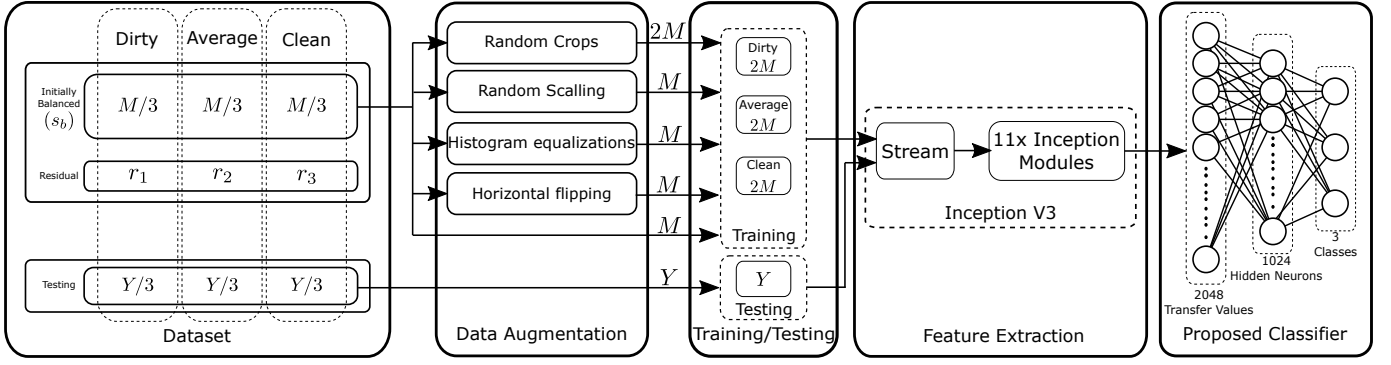 Dirty
Average
Clean
Initially
Balanced
(s_b)
M/3
M/3
M/3
Residual
r_1
r_2
r_3
Testing
Y/3
Y/3
Y/3
Dataset
Random Crops
Random Scalling
Histogram equalizations
Horizontal flipping
Data Augmentation
2M
M
M
M
M
Y
Dirty
2M
Average
2M
Clean
2M
Training
Y
Testing
Training/Testing
Stream
11x Inception
Modules
Inception V3
Feature Extraction
2048
Transfer Values
1024
Hidden Neurons
3
Classes
Proposed Classifier